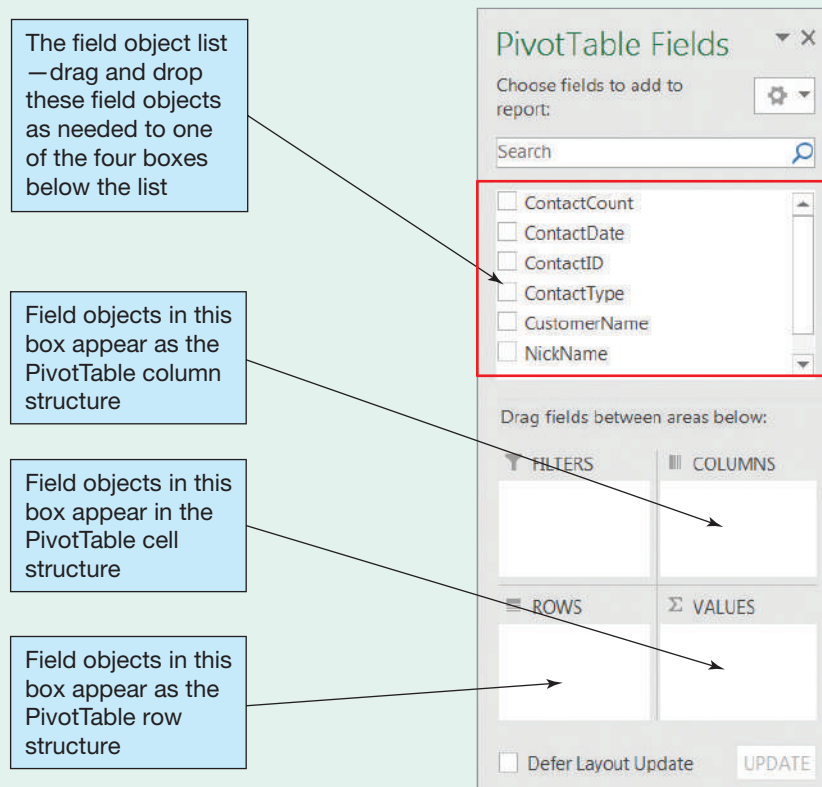 The field object list
—drag and drop
these field objects
as needed to one
of the four boxes
below the list
Field objects in this
box appear as the
PivotTable column
structure
Field objects in this
box appear in the
PivotTable cell
structure
Field objects in this
box appear as the
PivotTable row
structure
PivotTable Fields
Choose fields to add to
report:
Search
ContactCount
ContactDate
ContactID
ContactType
CustomerName
NickName
Drag fields between areas below:
FILTERS
COLUMNS
ROWS
Σ VALUES
Defer Layout Update
UPDATE